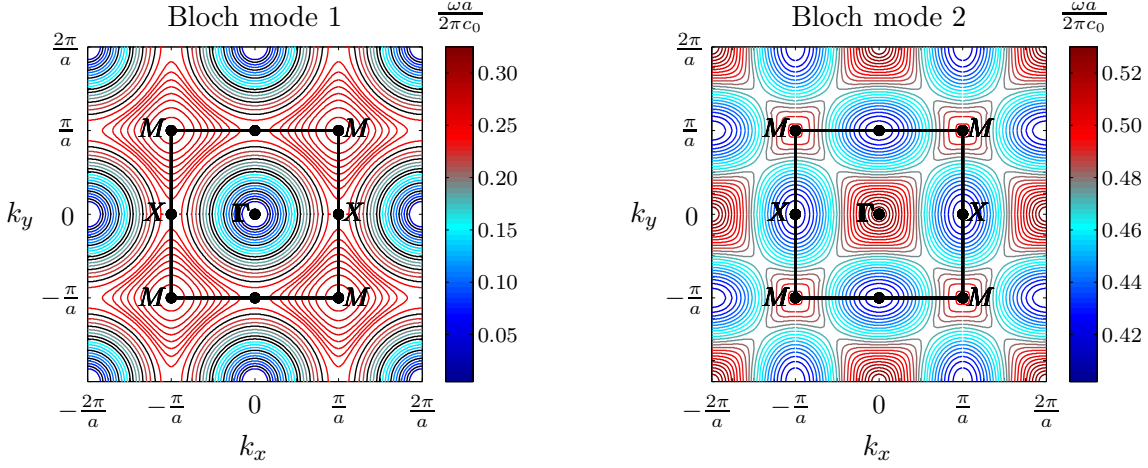 Bloch mode 1
ωa/2πc₀
2π/a
π/a
k_y
0
−π/a
M M
X Γ X
M M
−2π/a −π/a 0 π/a 2π/a
k_x
0.30
0.25
0.20
0.15
0.10
0.05
Bloch mode 2
ωa/2πc₀
2π/a
π/a
k_y
0
−π/a
M M
X Γ X
M M
−2π/a −π/a 0 π/a 2π/a
k_x
0.52
0.50
0.48
0.46
0.44
0.42